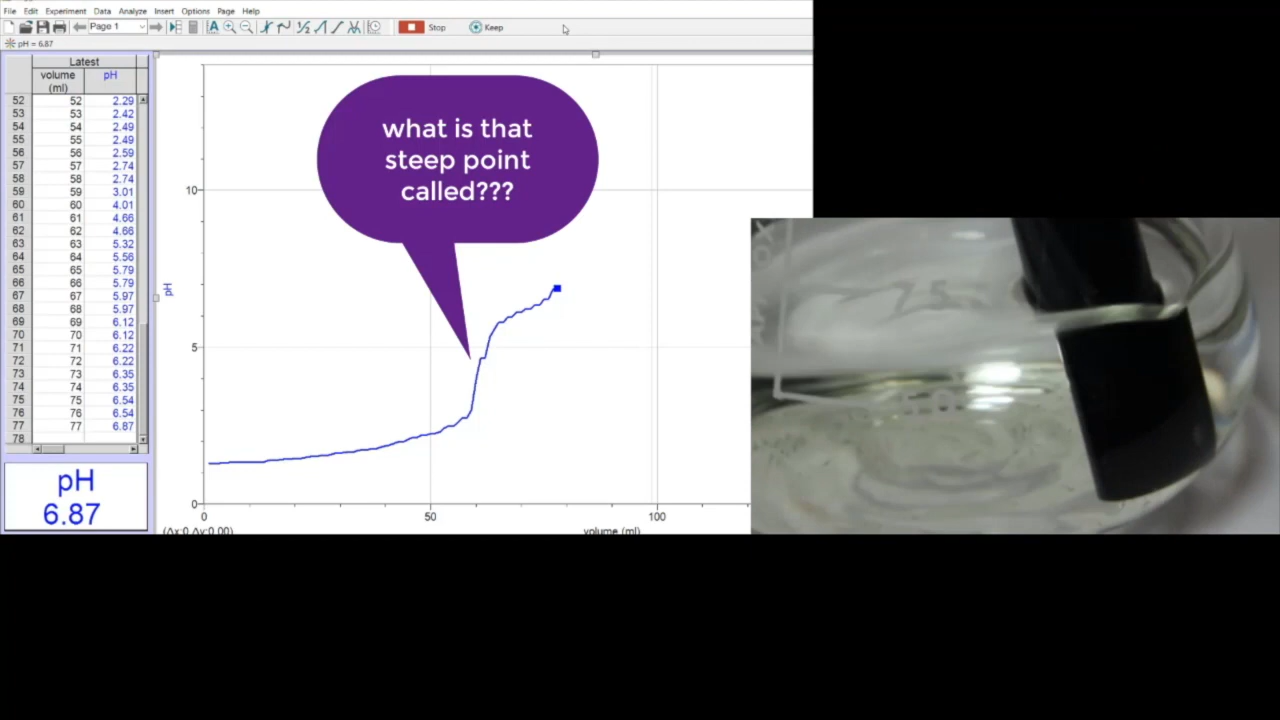 File Edit Experiment Data Analyze Insert Options Page Help
Page 1 Stop Keep
pH = 6.87
Latest
volume pH
(ml)
52 52 2.29
53 53 2.42
54 54 2.49
55 55 2.49
56 56 2.59
57 57 2.74
58 58 2.74
59 59 3.01
60 60 4.01
61 61 4.66
62 62 4.66
63 63 5.32
64 64 5.56
65 65 5.79
66 66 5.79
67 67 5.97
68 68 5.97
69 69 6.12
70 70 6.12
71 71 6.22
72 72 6.22
73 73 6.35
74 74 6.35
75 75 6.54
76 76 6.54
77 77 6.87
78
pH
6.87
what is that
steep point
called???
10
pH
5
0
0 50 100
(Δx:0 Δy:0.00) volume (ml)